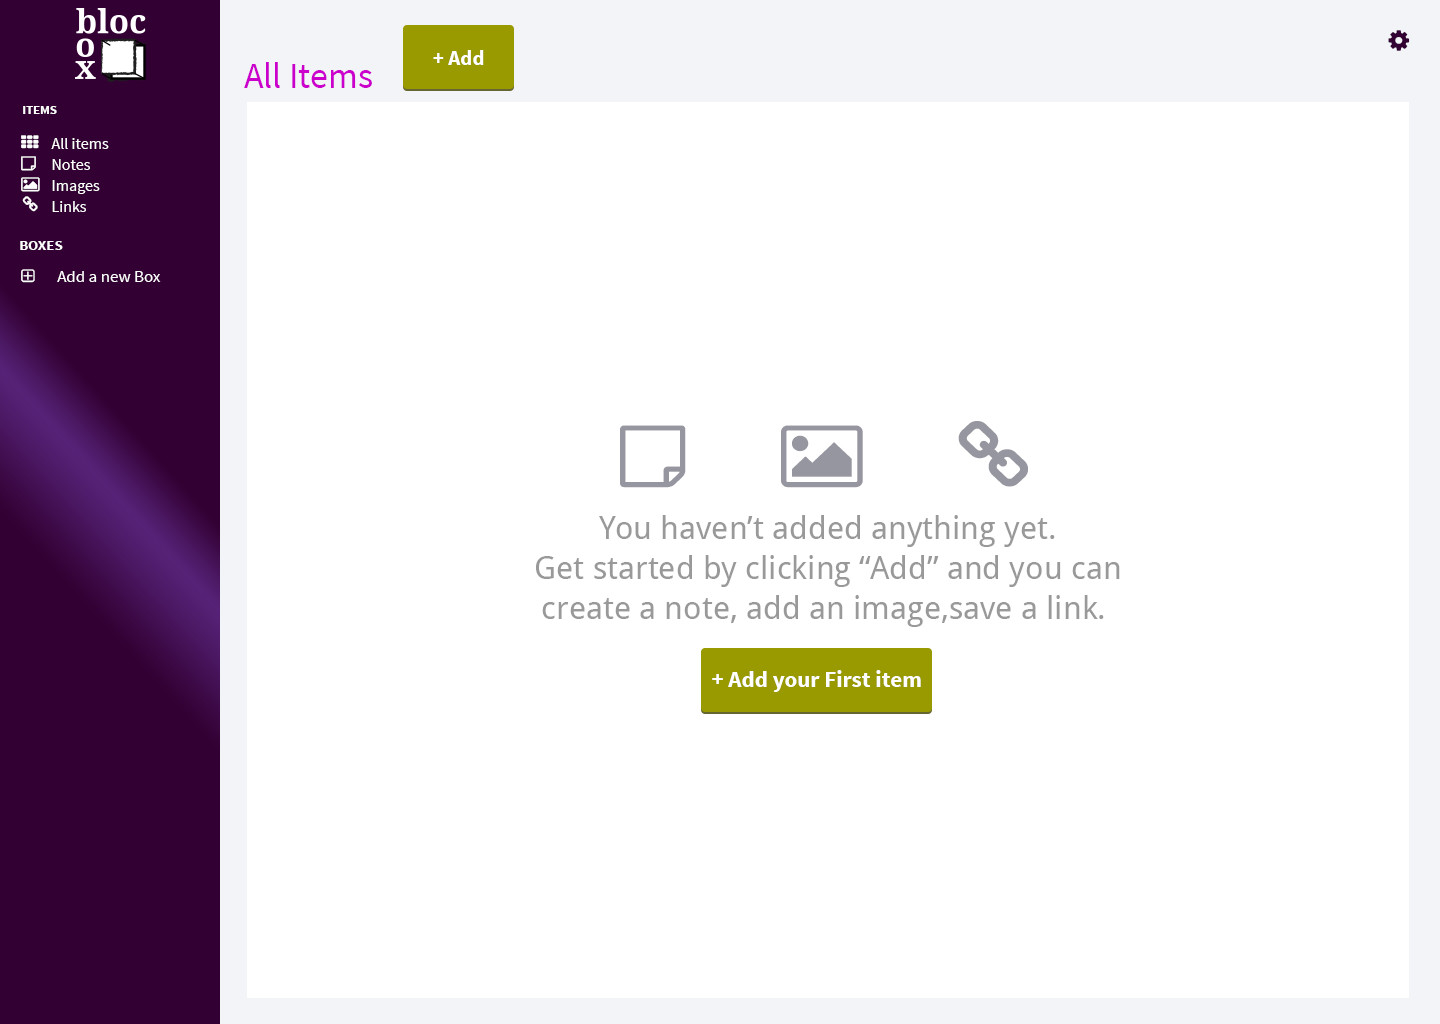 bloc
o
x
ITEMS
All items
Notes
Images
Links
BOXES
Add a new Box
All Items
+ Add
You haven’t added anything yet.
Get started by clicking “Add” and you can
create a note, add an image,save a link.
+ Add your First item